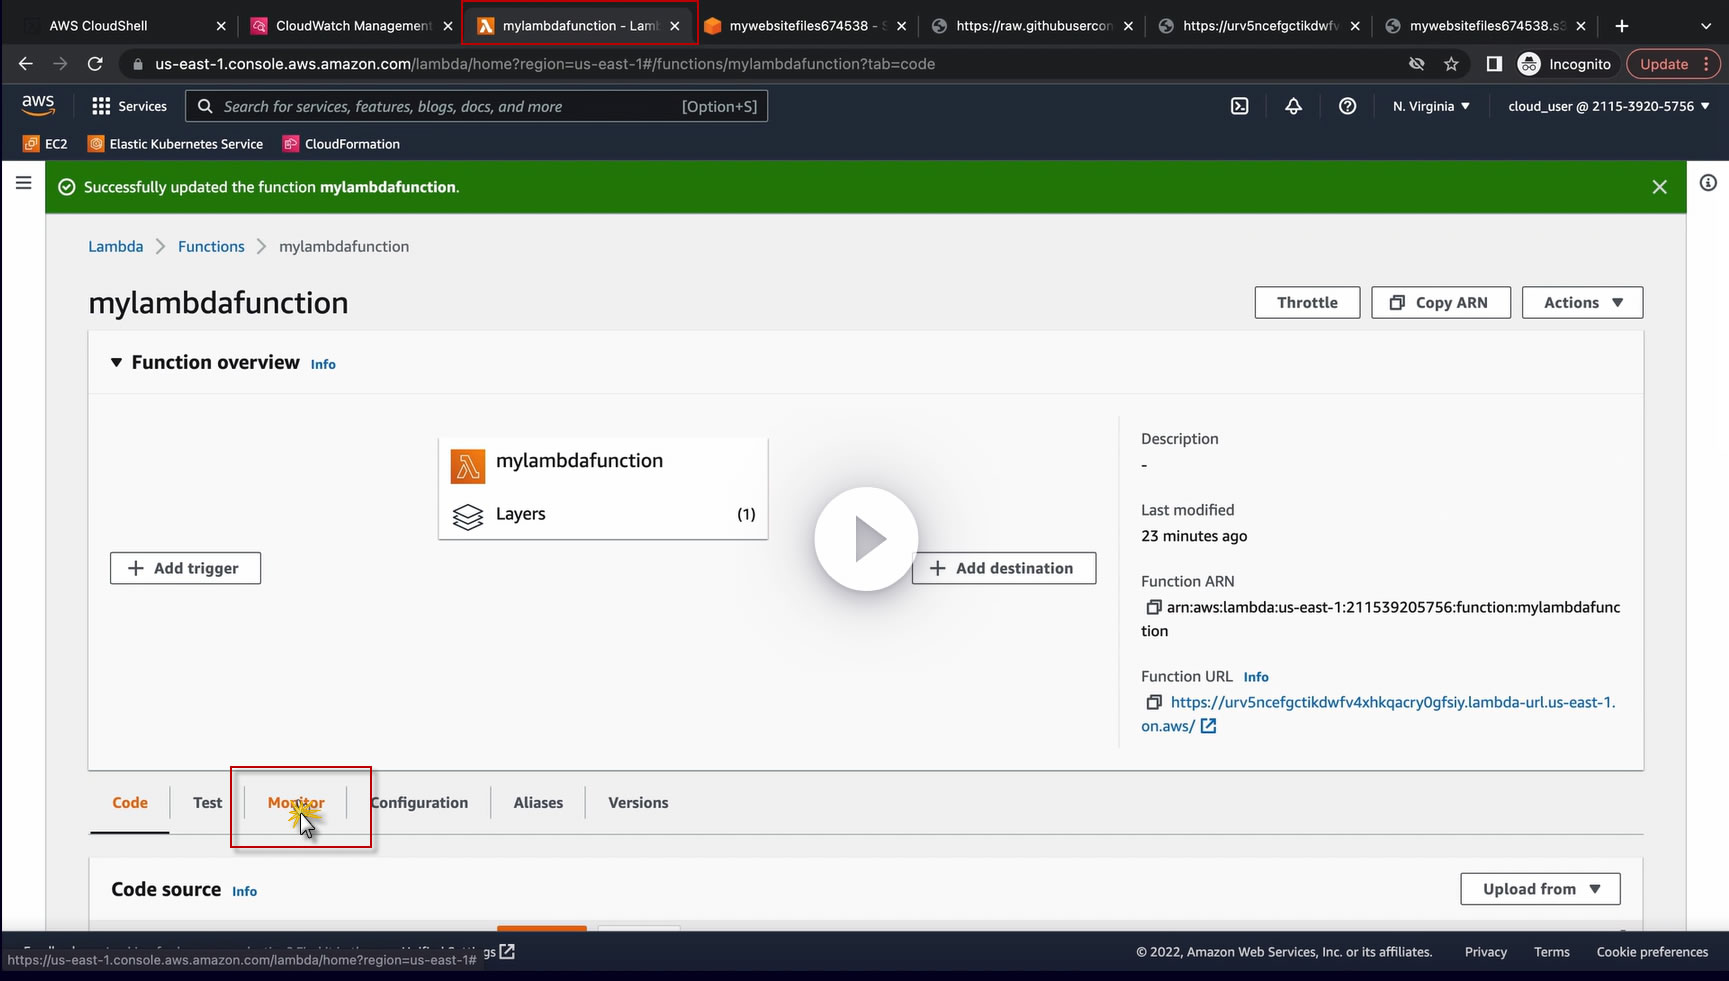 AWS CloudShell
CloudWatch Management
mylambdafunction - Lamb
mywebsitefiles674538 - S
https://raw.githubusercon
https://urv5ncefgctikdwfv
mywebsitefiles674538.s3
us-east-1.console.aws.amazon.com/lambda/home?region=us-east-1#/functions/mylambdafunction?tab=code
Incognito
Update
aws
Services
Search for services, features, blogs, docs, and more
[Option+S]
N. Virginia
cloud_user @ 2115-3920-5756
EC2
Elastic Kubernetes Service
CloudFormation
Successfully updated the function mylambdafunction.
Lambda
Functions
mylambdafunction
mylambdafunction
Throttle
Copy ARN
Actions
Function overview
Info
mylambdafunction
Layers
(1)
Add trigger
Add destination
Description
-
Last modified
23 minutes ago
Function ARN
arn:aws:lambda:us-east-1:211539205756:function:mylambdafunc
tion
Function URL
Info
https://urv5ncefgctikdwfv4xhkqacry0gfsiy.lambda-url.us-east-1.
on.aws/
Code
Test
Monitor
Configuration
Aliases
Versions
Code source
Info
Upload from
https://us-east-1.console.aws.amazon.com/lambda/home?region=us-east-1#
© 2022, Amazon Web Services, Inc. or its affiliates.
Privacy
Terms
Cookie preferences